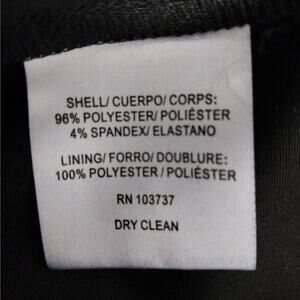 SHELL/ CUERPO/ CORPS:
96% POLYESTER/ POLIÉSTER
4% SPANDEX/ ELASTANO
LINING/ FORRO/ DOUBLURE:
100% POLYESTER / POLIÉSTER
RN 103737
DRY CLEAN